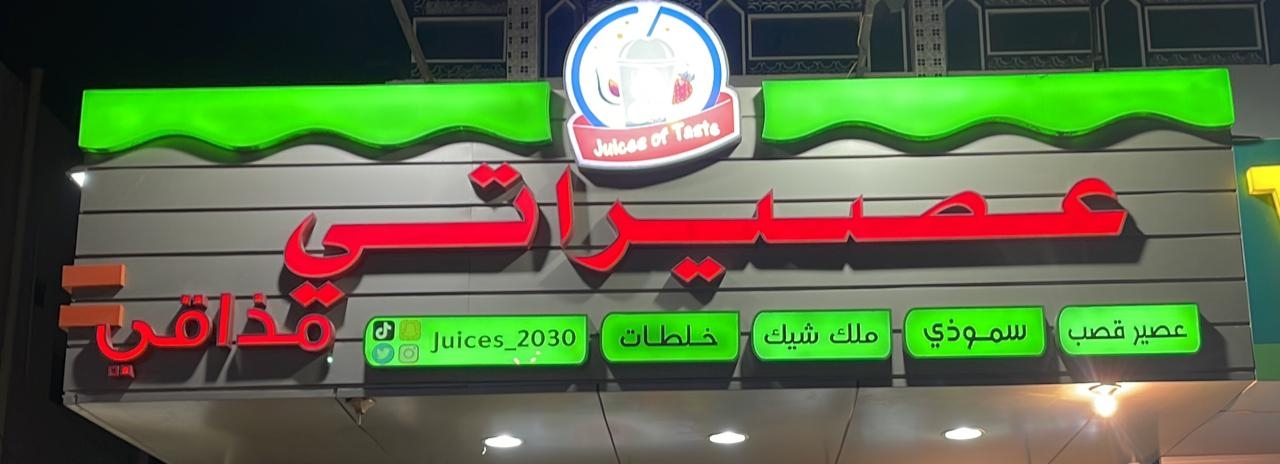 Juices of Taste
عصيراتي
مذاقي
عصير قصب
سموذي
ملك شيك
خلطات
Juices_2030